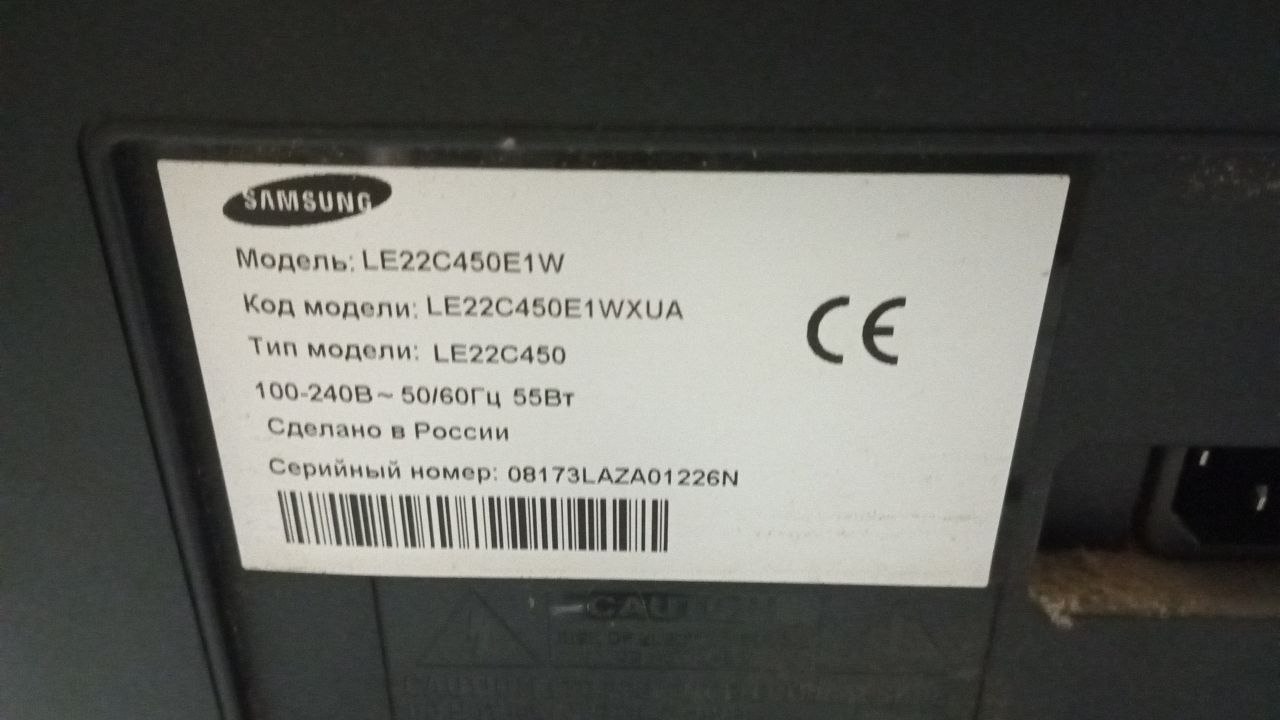 SAMSUNG
Модель: LE22C450E1W
Код модели: LE22C450E1WXUA
Тип модели: LE22C450
100-240В ~ 50/60Гц 55Вт
Сделано в России
Серийный номер: 08173LAZA01226N
CE
CAUTION